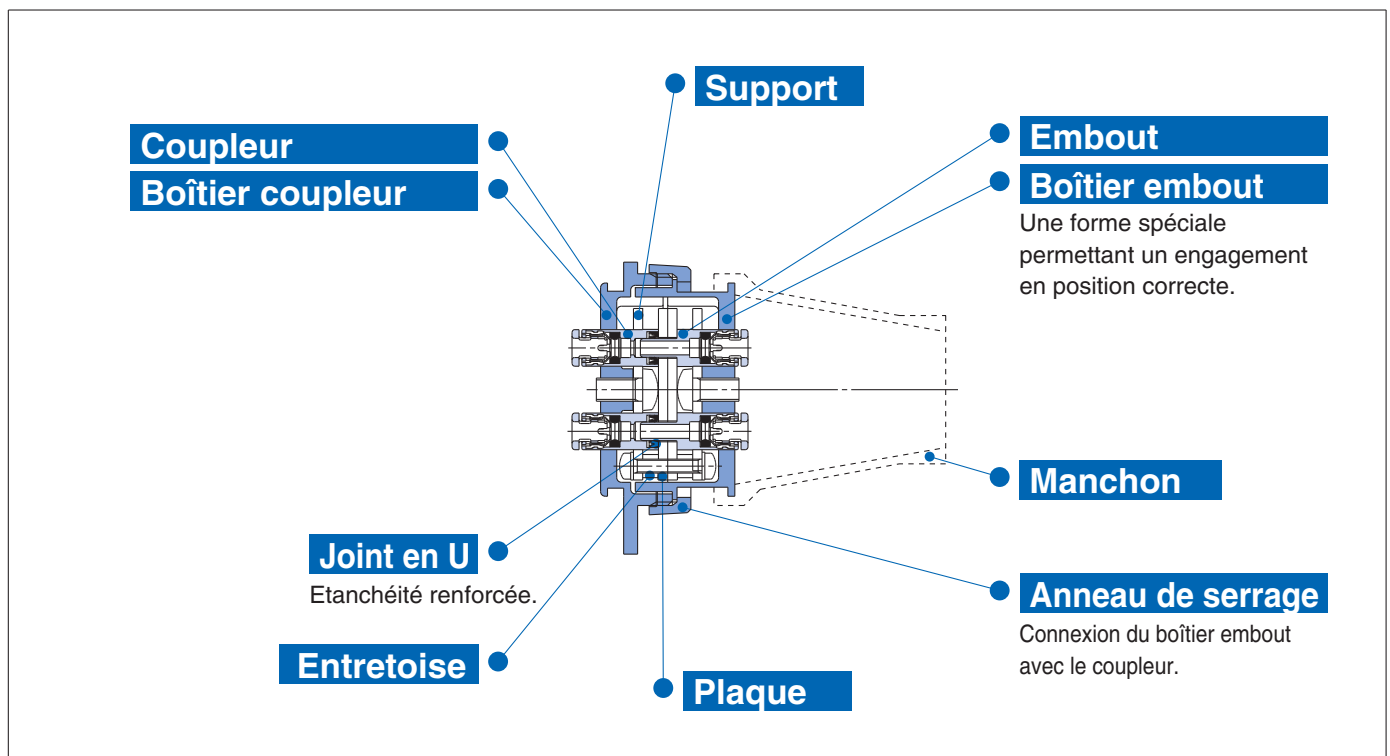 Support
Coupleur
Boîtier coupleur
Embout
Boîtier embout
Une forme spéciale
permettant un engagement
en position correcte.
Manchon
Joint en U
Etanchéité renforcée.
Anneau de serrage
Connexion du boîtier embout
avec le coupleur.
Entretoise
Plaque